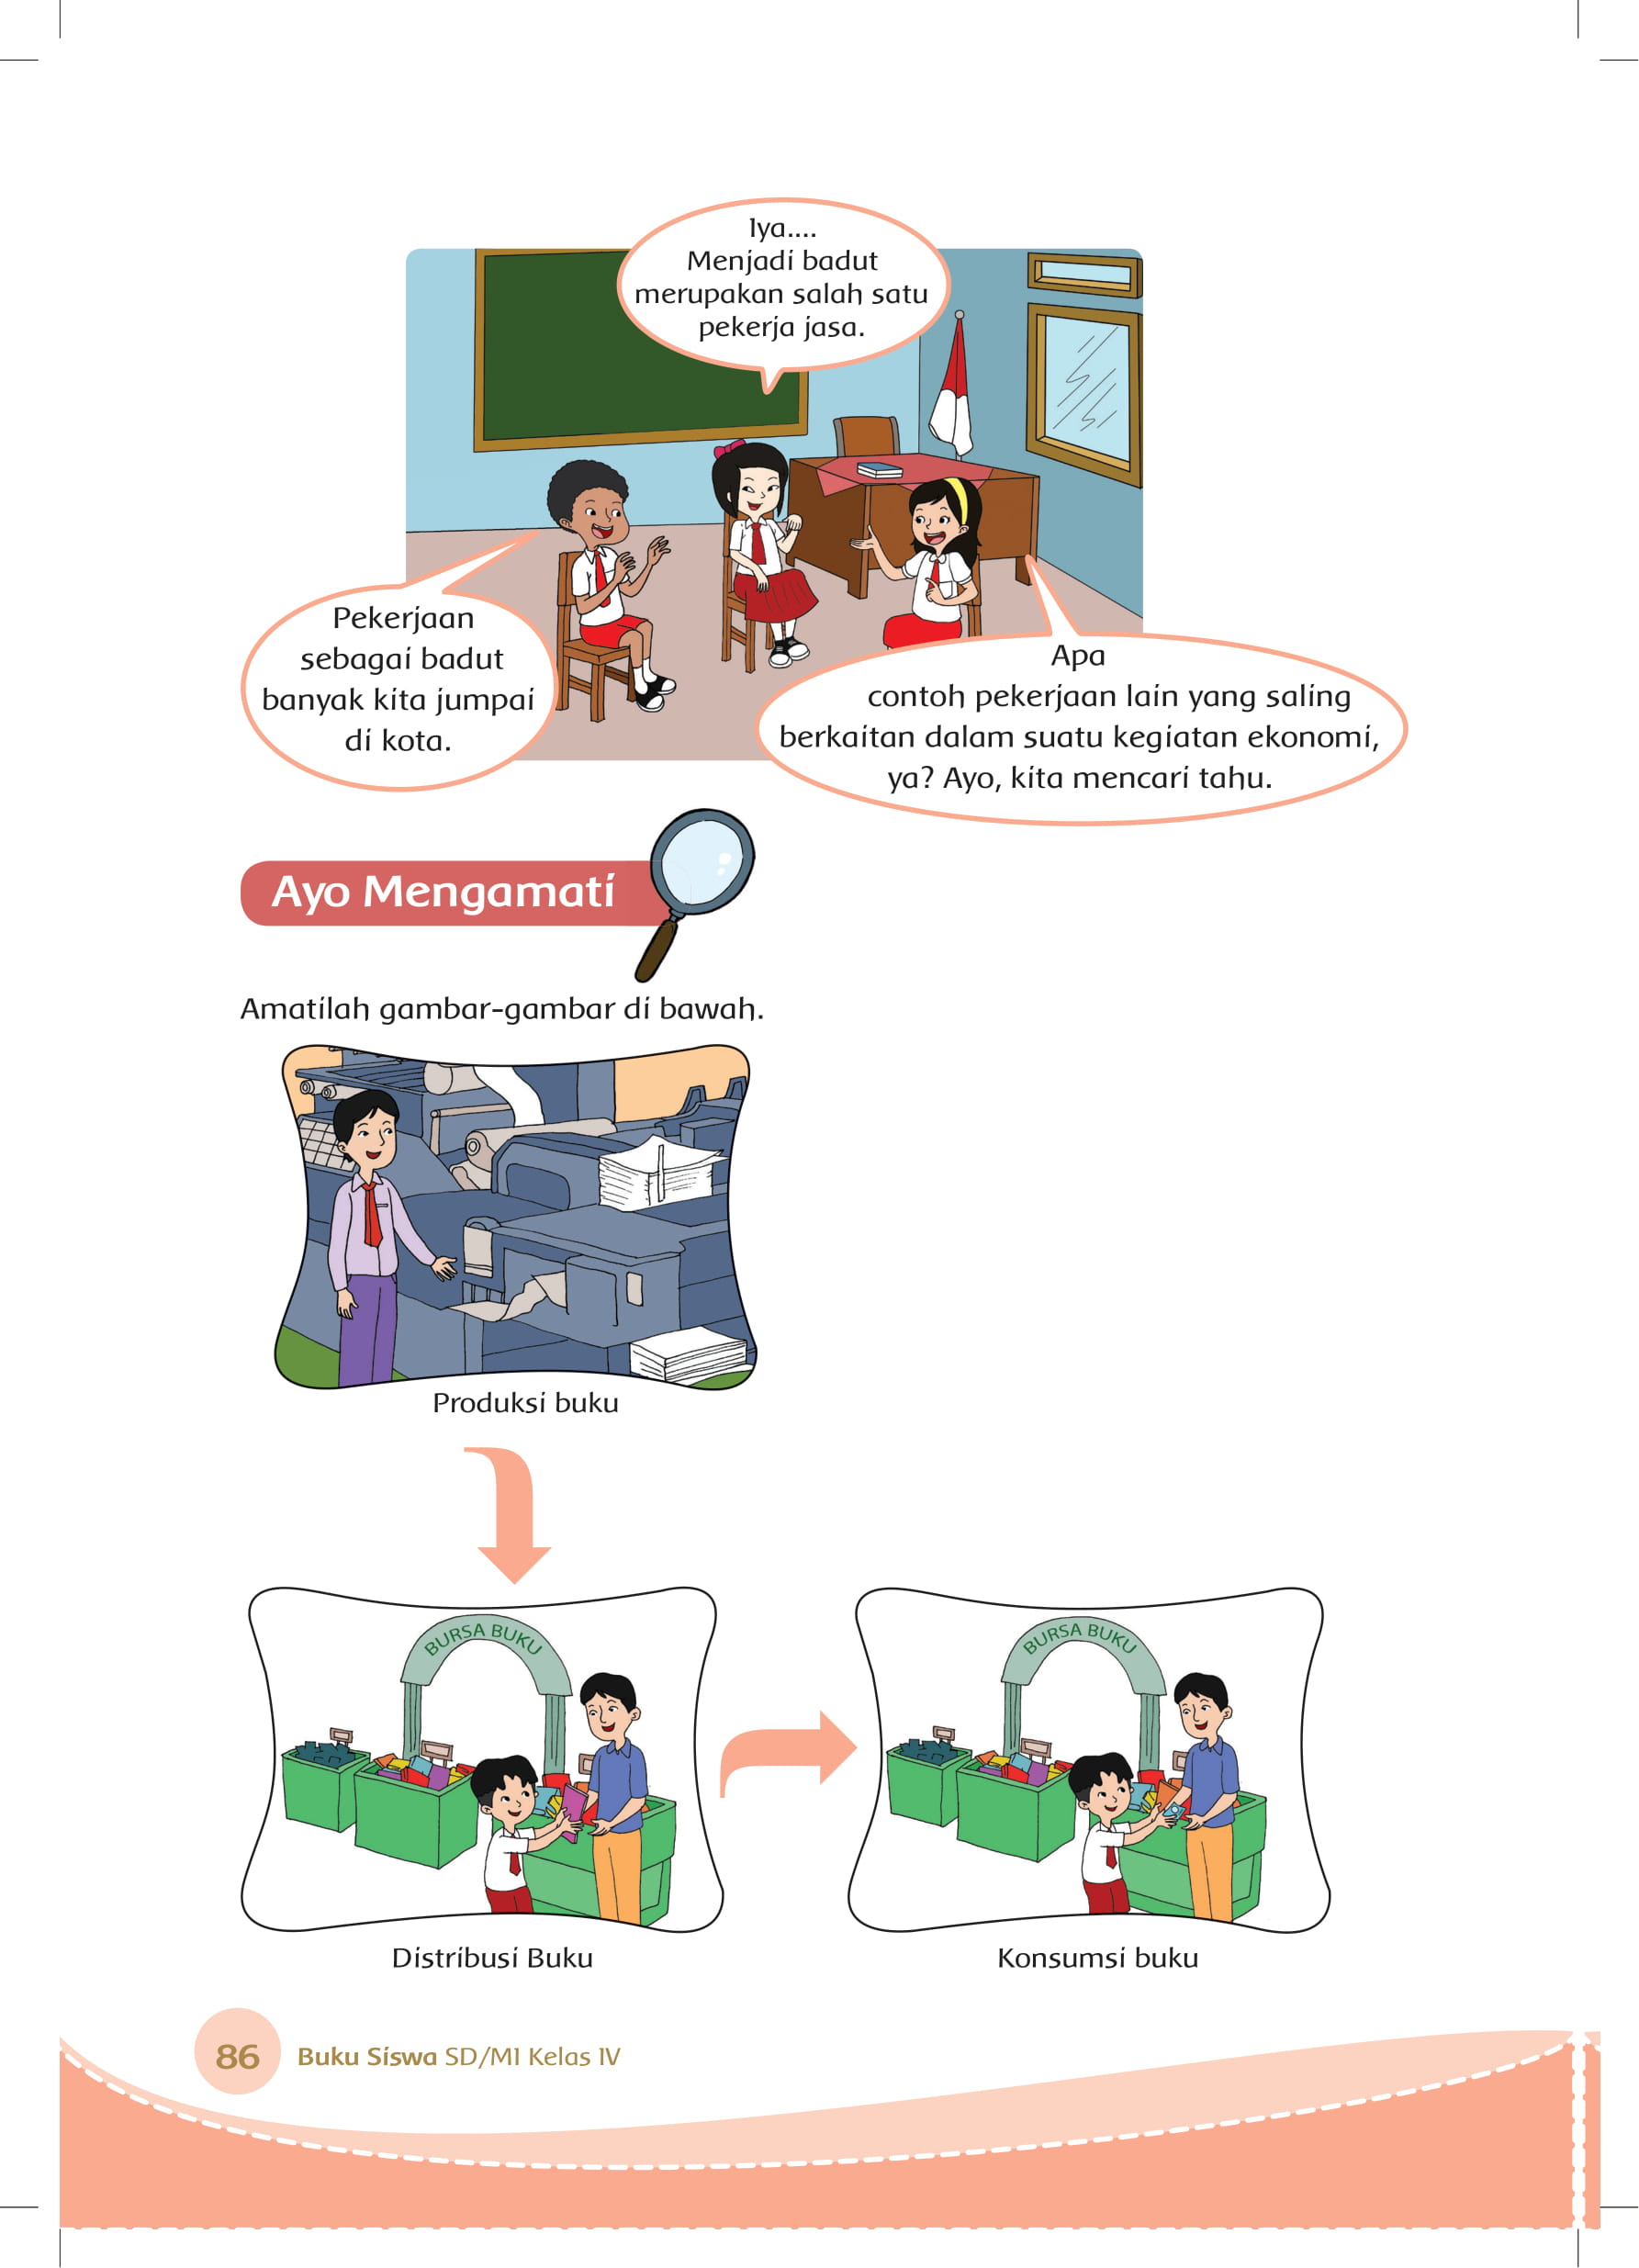 Iya....
Menjadi badut
merupakan salah satu
pekerja jasa.
Pekerjaan
sebagai badut
banyak kita jumpai
di kota.
Apa
contoh pekerjaan lain yang saling
berkaitan dalam suatu kegiatan ekonomi,
ya? Ayo, kita mencari tahu.
Ayo Mengamati
Amatilah gambar-gambar di bawah.
Produksi buku
BURSA BUKU
BURSA BUKU
Distribusi Buku
Konsumsi buku
86
Buku Siswa SD/MI Kelas IV